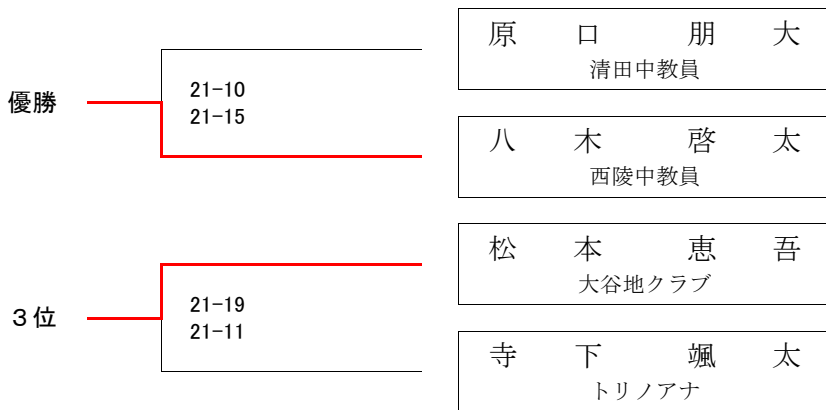 原口朋大
清田中教員
優勝
21-10
21-15
八木啓太
西陵中教員
松本恵吾
大谷地クラブ
３位
21-19
21-11
寺下颯太
トリノアナ